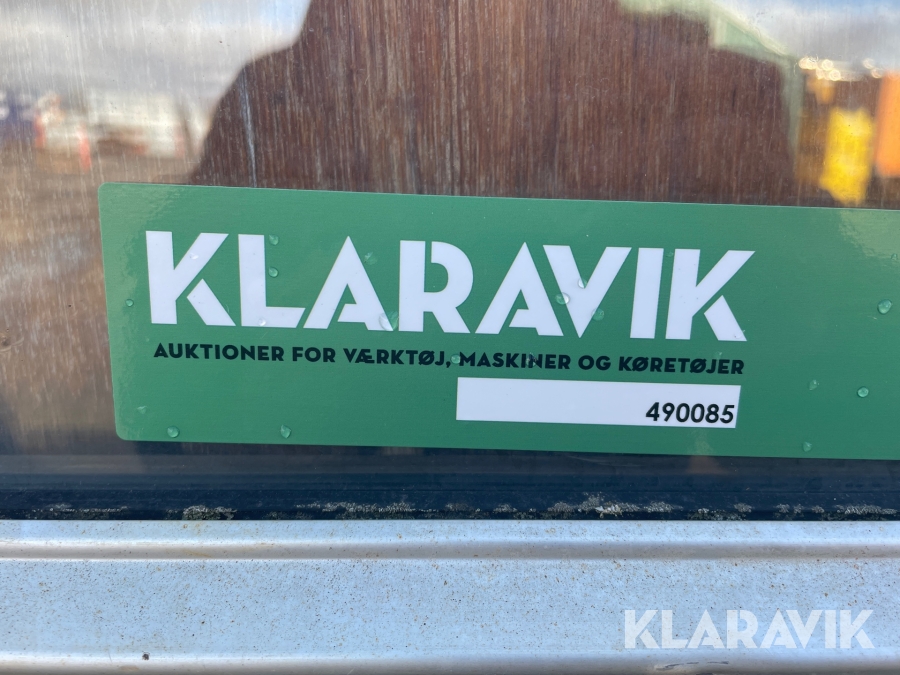 KLARAVIK
AUKTIONER FOR VÆRKTØJ, MASKINER OG KØRETØJER
490085
KLARAVIK